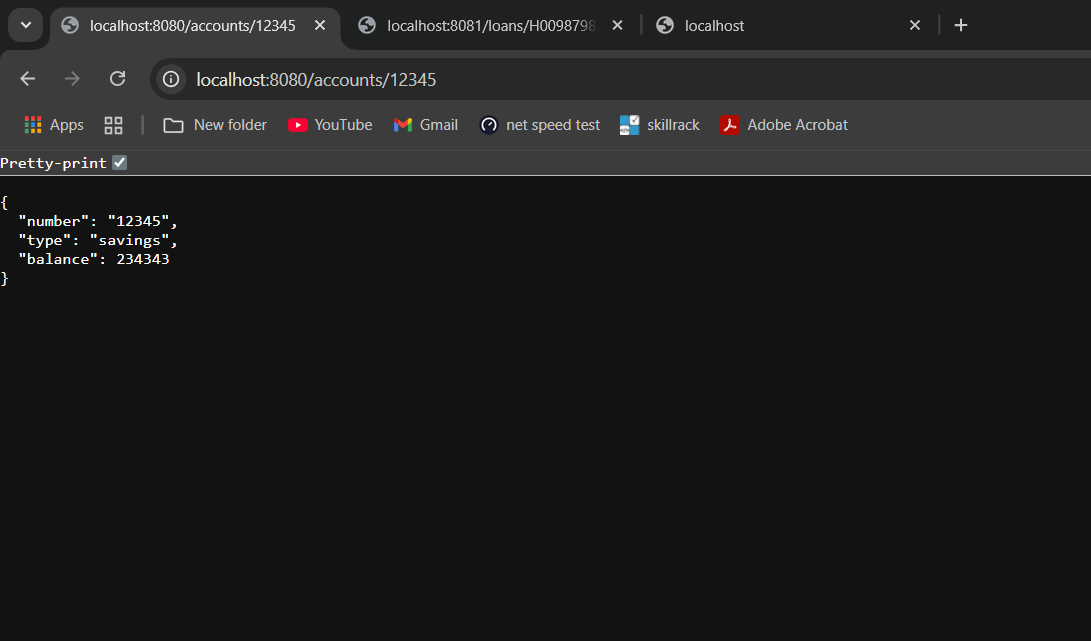 localhost:8080/accounts/12345 localhost:8081/loans/H0098798 localhost
localhost:8080/accounts/12345
Apps New folder YouTube Gmail net speed test skillrack Adobe Acrobat
Pretty-print
{
  "number": "12345",
  "type": "savings",
  "balance": 234343
}